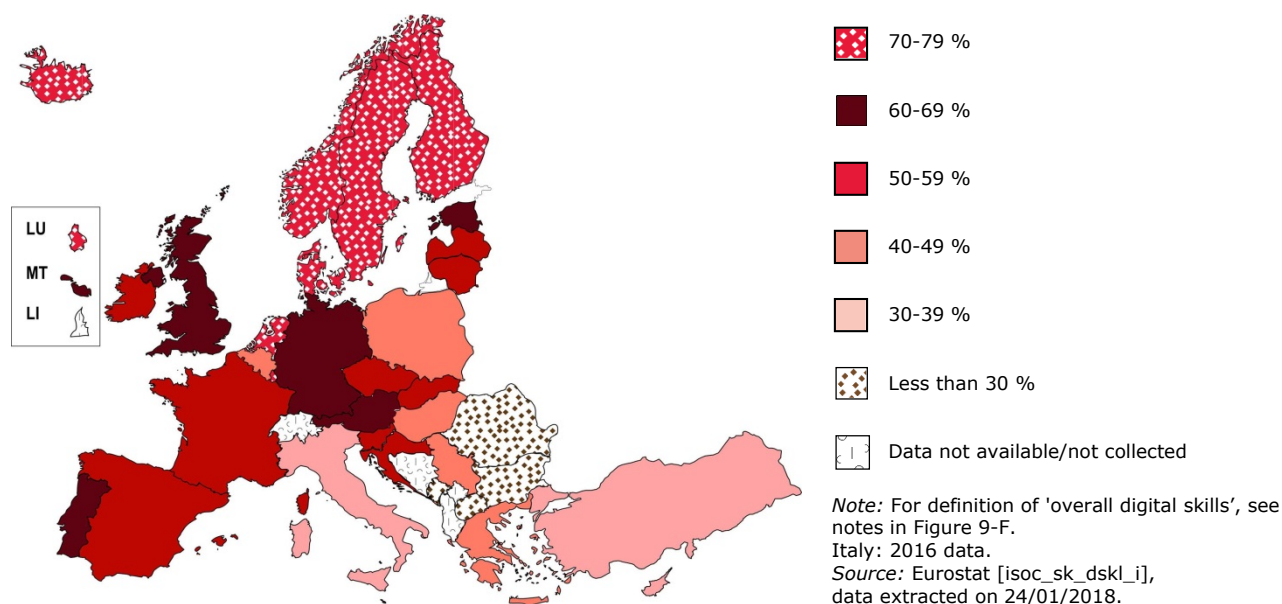 LU
MT
LI
70-79 %
60-69 %
50-59 %
40-49 %
30-39 %
Less than 30 %
Data not available/not collected
Note: For definition of 'overall digital skills’, see
notes in Figure 9-F.
Italy: 2016 data.
Source: Eurostat [isoc_sk_dskl_i],
data extracted on 24/01/2018.